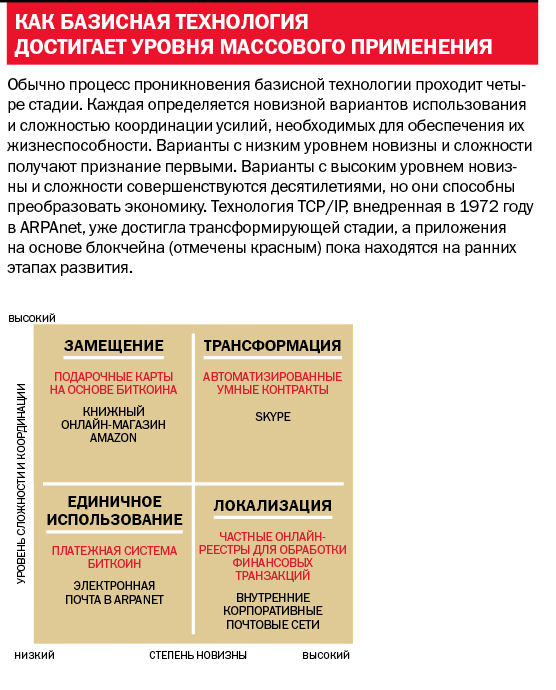 КАК БАЗИСНАЯ ТЕХНОЛОГИЯ
ДОСТИГАЕТ УРОВНЯ МАССОВОГО ПРИМЕНЕНИЯ
Обычно процесс проникновения базисной технологии проходит четы-
ре стадии. Каждая определяется новизной вариантов использования
и сложностью координации усилий, необходимых для обеспечения их
жизнеспособности. Варианты с низким уровнем новизны и сложности
получают признание первыми. Варианты с высоким уровнем новиз-
ны и сложности совершенствуются десятилетиями, но они способны
преобразовать экономику. Технология TCP/IP, внедренная в 1972 году
в ARPAnet, уже достигла трансформирующей стадии, а приложения
на основе блокчейна (отмечены красным) пока находятся на ранних
этапах развития.
высокий
УРОВЕНЬ СЛОЖНОСТИ И КООРДИНАЦИИ
ЗАМЕЩЕНИЕ
ПОДАРОЧНЫЕ КАРТЫ
НА ОСНОВЕ БИТКОИНА
КНИЖНЫЙ
ОНЛАЙН-МАГАЗИН
AMAZON
ТРАНСФОРМАЦИЯ
АВТОМАТИЗИРОВАННЫЕ
УМНЫЕ КОНТРАКТЫ
SKYPE
ЕДИНИЧНОЕ
ИСПОЛЬЗОВАНИЕ
ПЛАТЕЖНАЯ СИСТЕМА
БИТКОИН
ЭЛЕКТРОННАЯ
ПОЧТА В ARPANET
ЛОКАЛИЗАЦИЯ
ЧАСТНЫЕ ОНЛАЙН-
РЕЕСТРЫ ДЛЯ ОБРАБОТКИ
ФИНАНСОВЫХ
ТРАНЗАКЦИЙ
ВНУТРЕННИЕ
КОРПОРАТИВНЫЕ
ПОЧТОВЫЕ СЕТИ
низкий
СТЕПЕНЬ НОВИЗНЫ
высокий